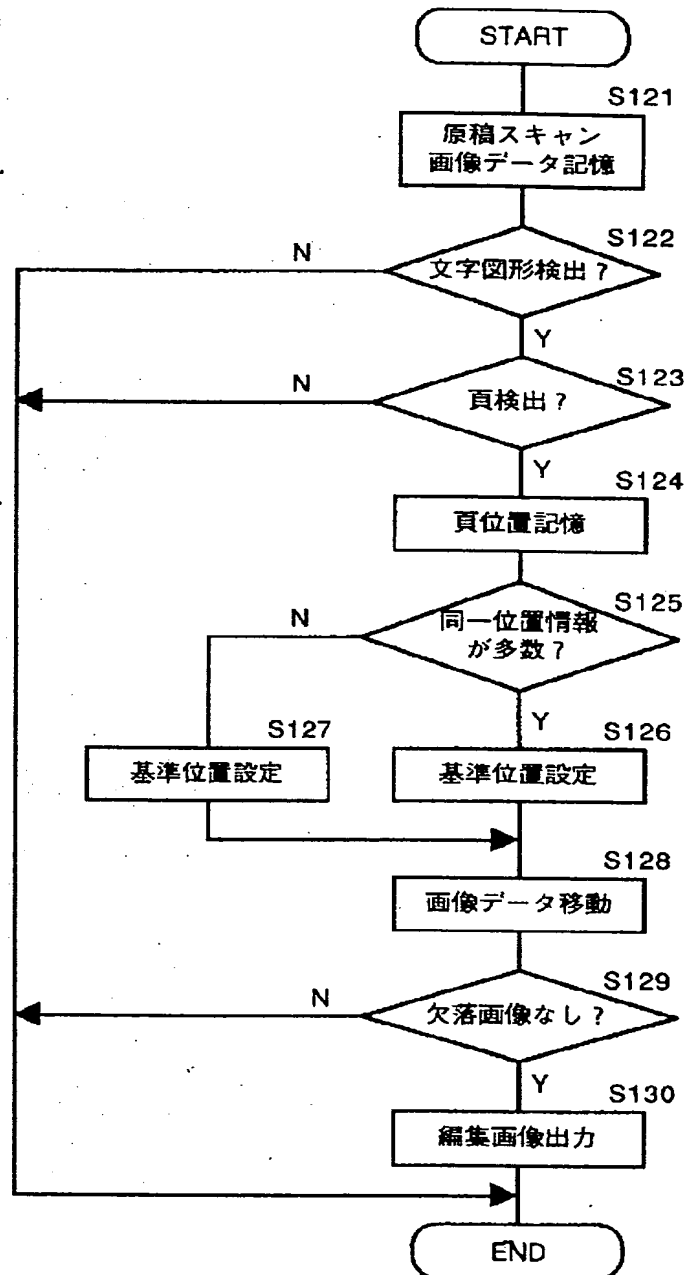 START
S121
原稿スキャン
画像データ記憶
S122
N
文字図形検出？
Y
S123
N
頁検出？
Y
S124
頁位置記憶
S125
N
同一位置情報
が多数？
Y
S127
S126
基準位置設定
基準位置設定
S128
画像データ移動
S129
N
欠落画像なし？
Y
S130
編集画像出力
END